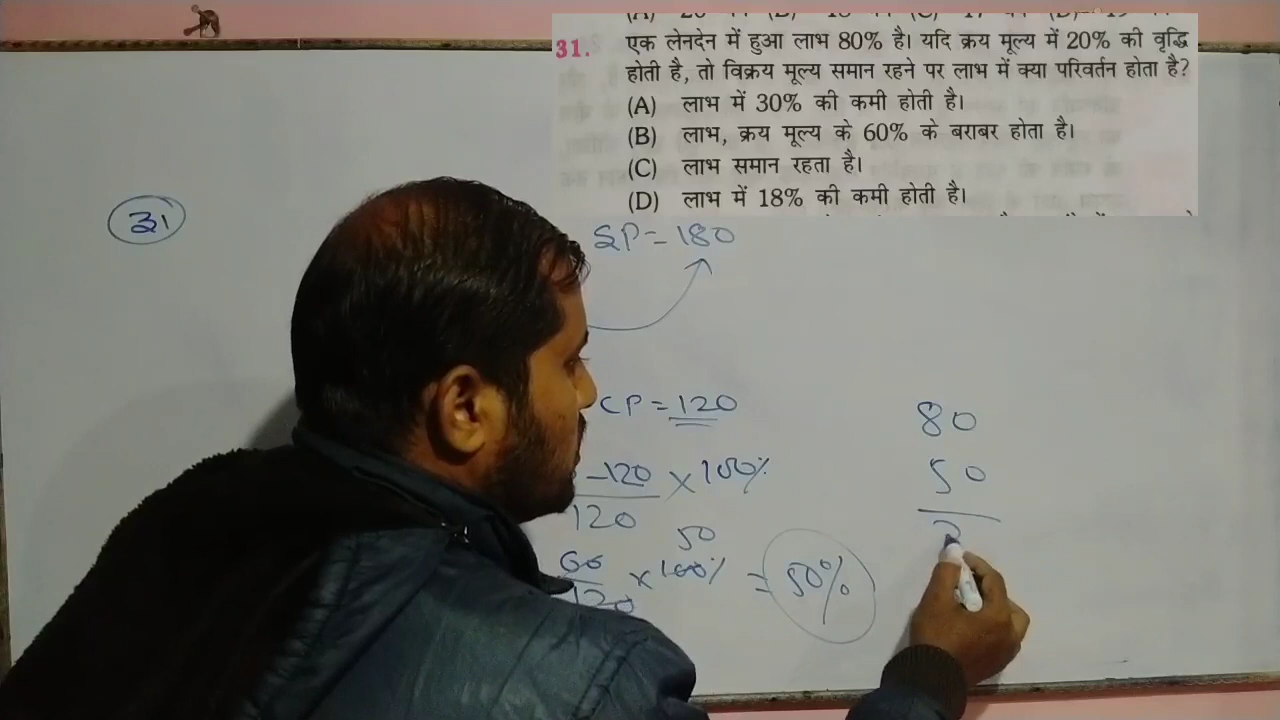 31. एक लेनदेन में हुआ लाभ 80% है। यदि क्रय मूल्य में 20% की वृद्धि
होती है, तो विक्रय मूल्य समान रहने पर लाभ में क्या परिवर्तन होता है?
(A) लाभ में 30% की कमी होती है।
(B) लाभ, क्रय मूल्य के 60% के बराबर होता है।
(C) लाभ समान रहता है।
(D) लाभ में 18% की कमी होती है।
31
SP = 180
CP = 120
-120 × 100%
120
50
60 × 100% = 50%
120
80
50